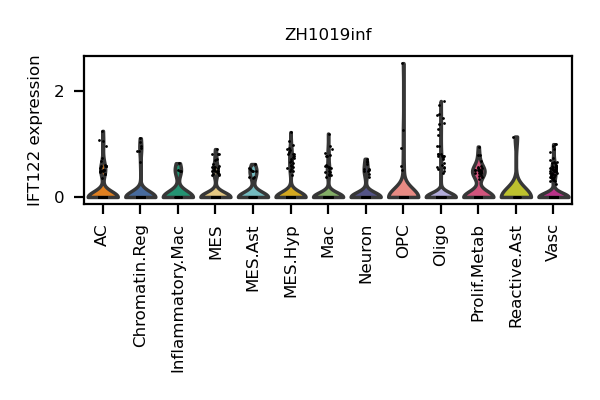 ZH1019inf
IFT122 expression
2
0
AC
Chromatin.Reg
Inflammatory.Mac
MES
MES.Ast
MES.Hyp
Mac
Neuron
OPC
Oligo
Prolif.Metab
Reactive.Ast
Vasc